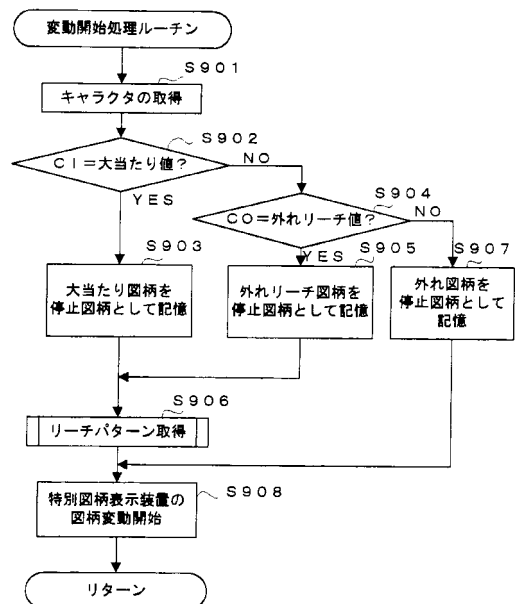 変動開始処理ルーチン
S901
キャラクタの取得
S902
C1=大当たり値?
NO
YES
S904
C0=外れリーチ値?
NO
YES
S903
大当たり図柄を
停止図柄として記憶
S905
外れリーチ図柄を
停止図柄として記憶
S907
外れ図柄を
停止図柄として
記憶
S906
リーチパターン取得
S908
特別図柄表示装置の
図柄変動開始
リターン